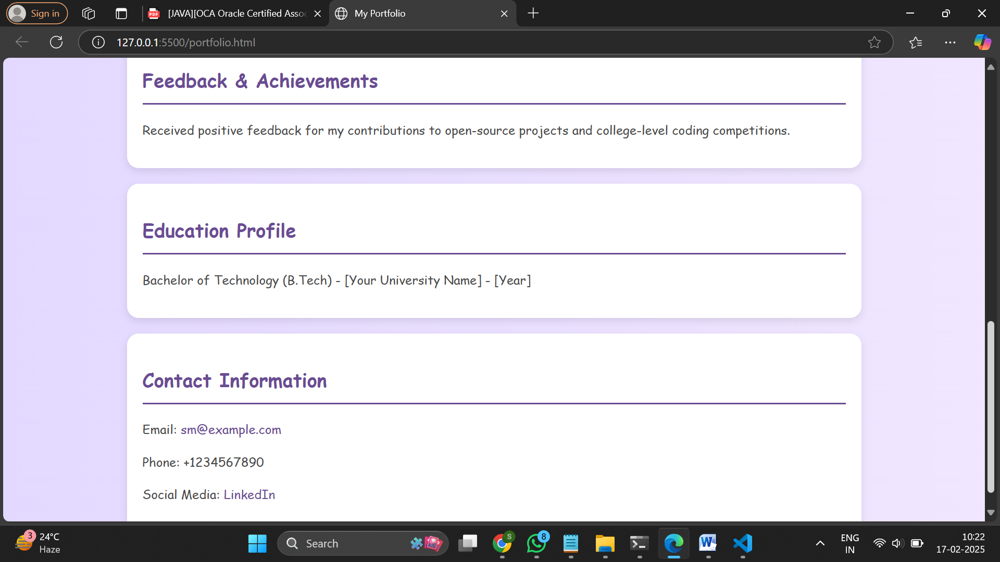 Sign in
[JAVA][OCA Oracle Certified Asso
My Portfolio
127.0.0.1:5500/portfolio.html
Feedback & Achievements
Received positive feedback for my contributions to open-source projects and college-level coding competitions.
Education Profile
Bachelor of Technology (B.Tech) - [Your University Name] - [Year]
Contact Information
Email: sm@example.com
Phone: +1234567890
Social Media: LinkedIn
3
24°C
Haze
Search
S
8
ENG
IN
10:22
17-02-2025